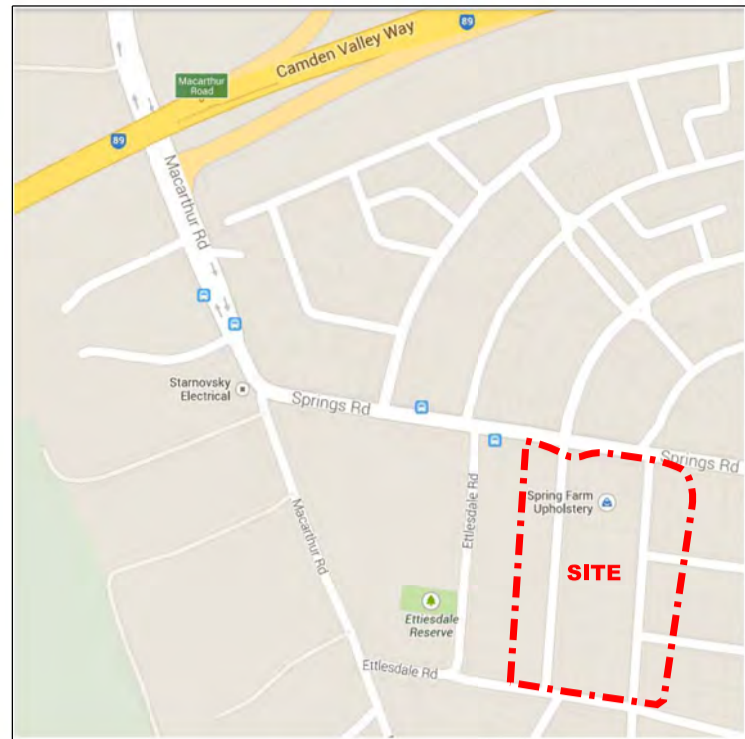 89
Camden Valley Way
Macarthur
Road
89
Macarthur Rd
Starnovsky
Electrical
Springs Rd
Springs Rd
Ettlesdale Rd
Spring Farm
Upholstery
Macarthur Rd
SITE
Ettiesdale
Reserve
Ettlesdale Rd